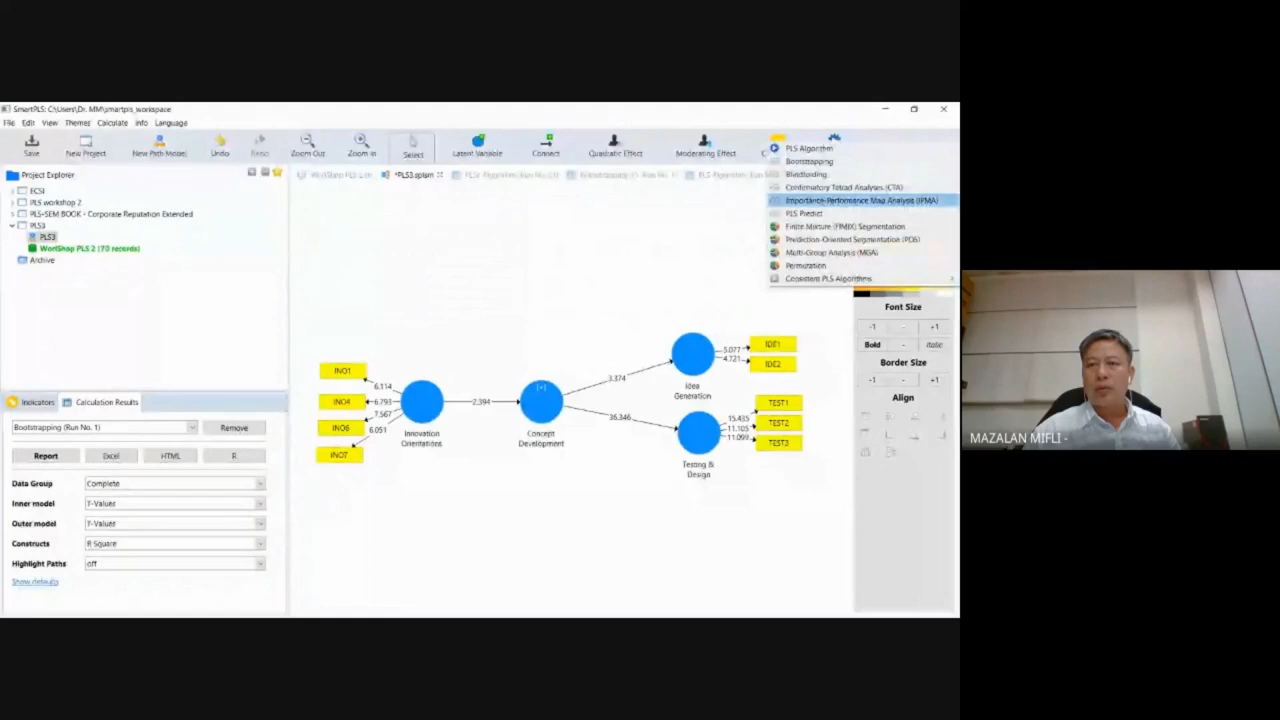 SmartPLS: C:\Users\Dr. MM\smartpls_workspace
File Edit View Themes Calculate Info Language
Save New Project New Path Model Undo Redo Zoom Out Zoom In Select Latent Variable Connect Quadratic Effect Moderating Effect
Project Explorer
*PLS3.splsm
ECSI
PLS workshop 2
PLS-SEM BOOK - Corporate Reputation Extended
PLS3
PLS3
WorlShop PLS 2 (70 records)
Archive
PLS Algorithm
Bootstrapping
Blindfolding
Confirmatory Tetrad Analyses (CTA)
Importance-Performance Map Analysis (IPMA)
PLS Predict
Finite Mixture (FIMIX) Segmentation
Prediction-Oriented Segmentation (POS)
Multi-Group Analysis (MGA)
Permutation
Consistent PLS Algorithms
Font Size
-1 - +1
Bold - Italic
Border Size
-1 - +1
Align
INO1
INO4
INO6
INO7
6.114
6.793
7.567
6.051
Innovation
Orientations
2.394
[+]
Concept
Development
3.374
36.346
Idea
Generation
5.077
4.721
IDE1
IDE2
Testing &
Design
15.435
11.105
11.099
TEST1
TEST2
TEST3
Indicators Calculation Results
Bootstrapping (Run No. 1) Remove
Report Excel HTML R
Data Group Complete
Inner model T-Values
Outer model T-Values
Constructs R Square
Highlight Paths off
Show defaults
MAZALAN MIFLI -